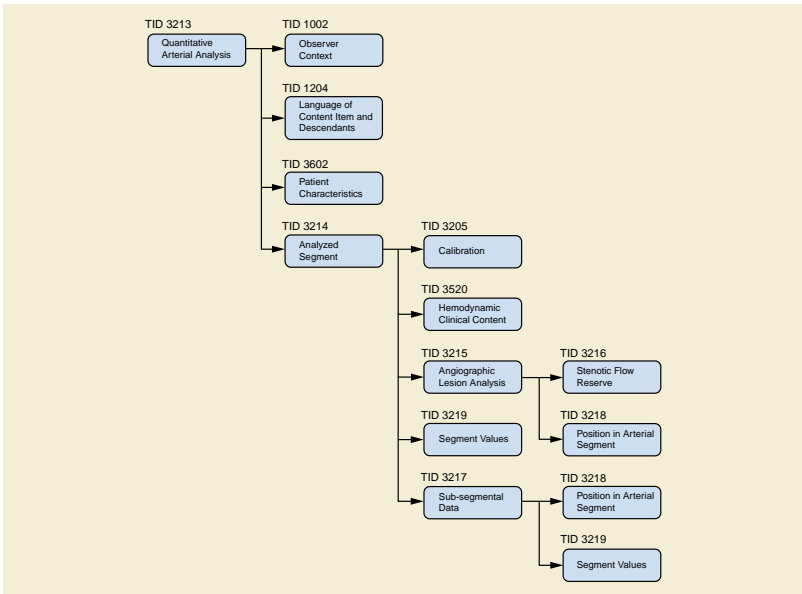 TID 3213
Quantitative
Arterial Analysis
TID 1002
Observer
Context
TID 1204
Language of
Content Item and
Descendants
TID 3602
Patient
Characteristics
TID 3214
Analyzed
Segment
TID 3205
Calibration
TID 3520
Hemodynamic
Clinical Content
TID 3215
Angiographic
Lesion Analysis
TID 3216
Stenotic Flow
Reserve
TID 3218
Position in Arterial
Segment
TID 3219
Segment Values
TID 3217
Sub-segmental
Data
TID 3218
Position in Arterial
Segment
TID 3219
Segment Values